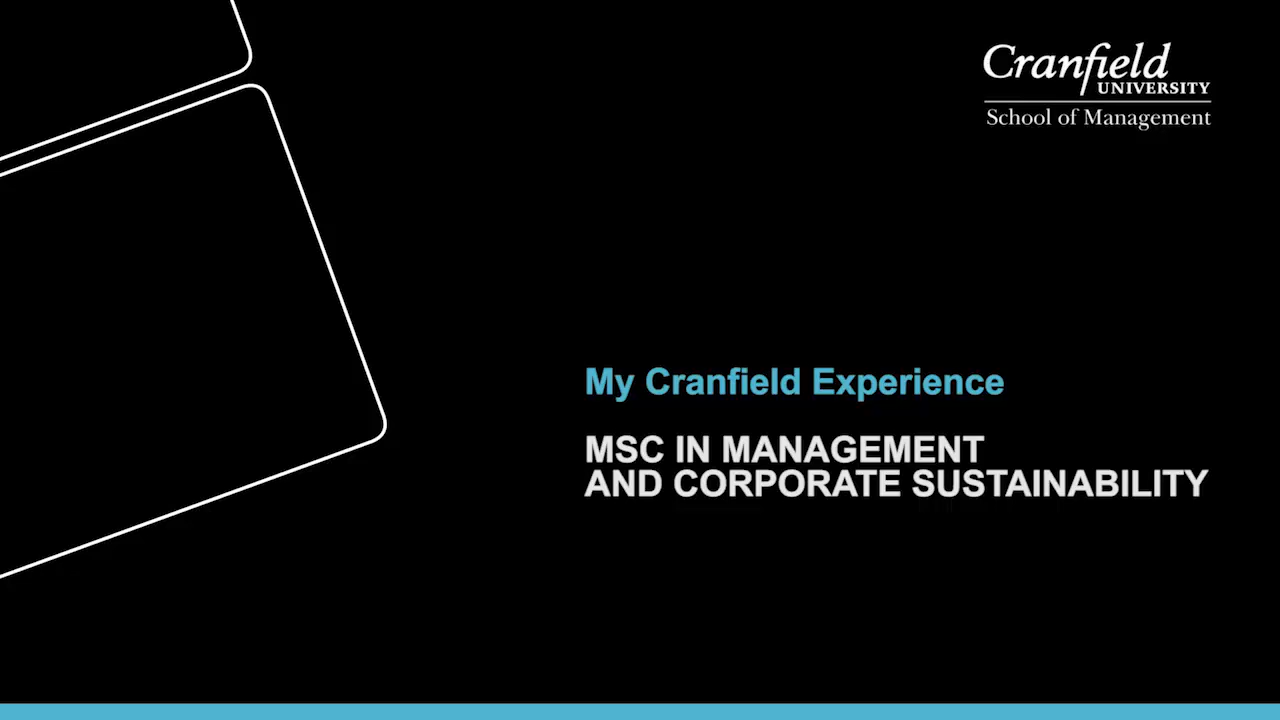 Cranfield
UNIVERSITY
School of Management
My Cranfield Experience
MSC IN MANAGEMENT
AND CORPORATE SUSTAINABILITY